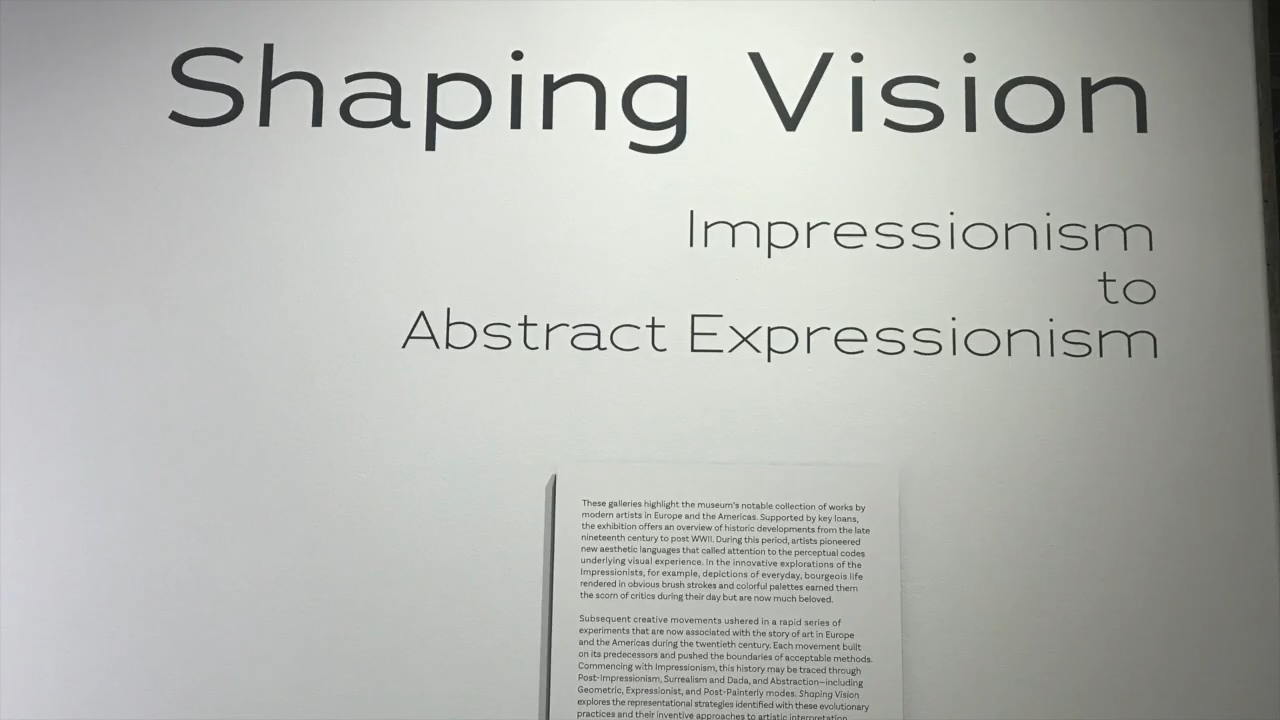 Shaping Vision
Impressionism
to
Abstract Expressionism
These galleries highlight the museum's notable collection of works by
modern artists in Europe and the Americas. Supported by key loans,
the exhibition offers an overview of historic developments from the late
nineteenth century to post WWII. During this period, artists pioneered
new aesthetic languages that called attention to the perceptual codes
underlying visual experience. In the innovative explorations of the
Impressionists, for example, depictions of everyday, bourgeois life
rendered in obvious brush strokes and colorful palettes earned them
the scorn of critics during their day but are now much beloved.
Subsequent creative movements ushered in a rapid series of
experiments that are now associated with the story of art in Europe
and the Americas during the twentieth century. Each movement built
on its predecessors and pushed the boundaries of acceptable methods.
Commencing with Impressionism, this history may be traced through
Post-Impressionism, Surrealism and Dada, and Abstraction—including
Geometric, Expressionist, and Post-Painterly modes. Shaping Vision
explores the representational strategies identified with these evolutionary
practices and their inventive approaches to artistic interpretation.